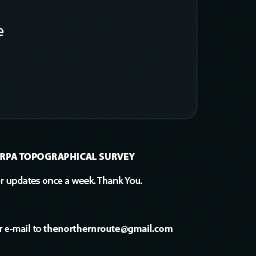 e
RPA TOPOGRAPHICAL SURVEY
r updates once a week. Thank You.
r e-mail to thenorthernroute@gmail.com